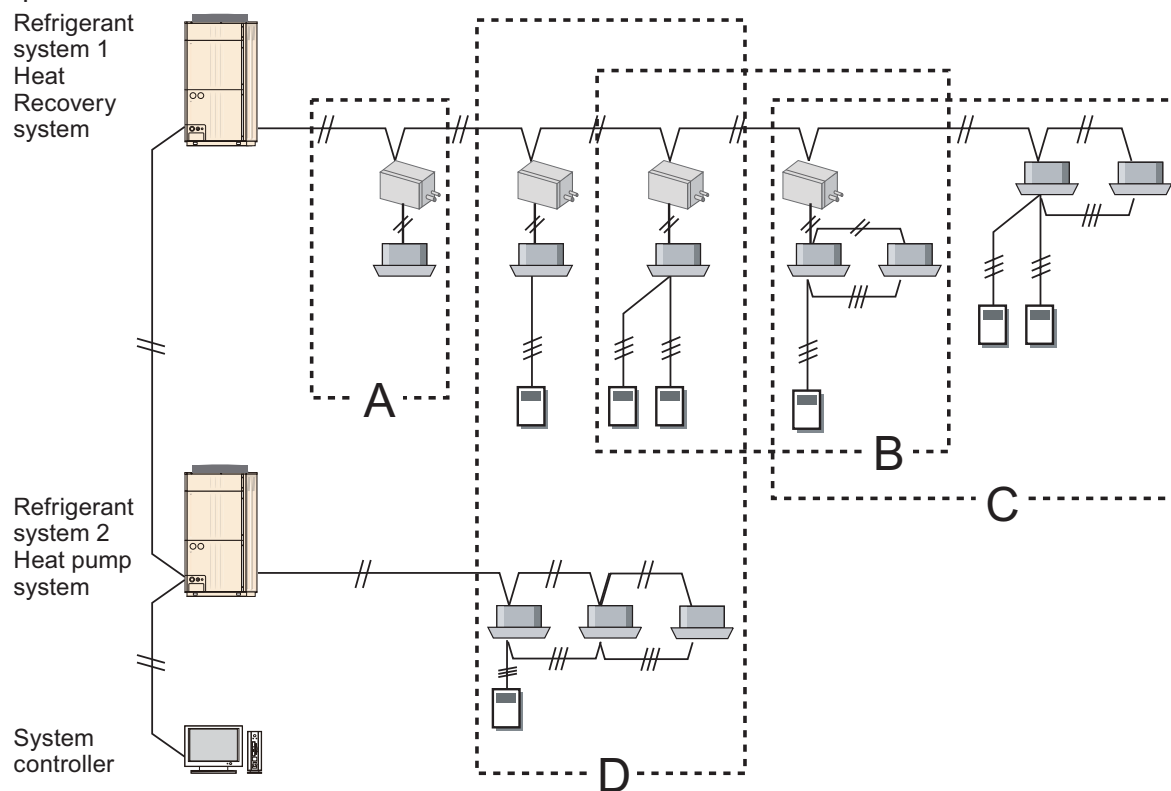 Refrigerant
system 1
Heat
Recovery
system
A
B
C
Refrigerant
system 2
Heat pump
system
System
controller
D